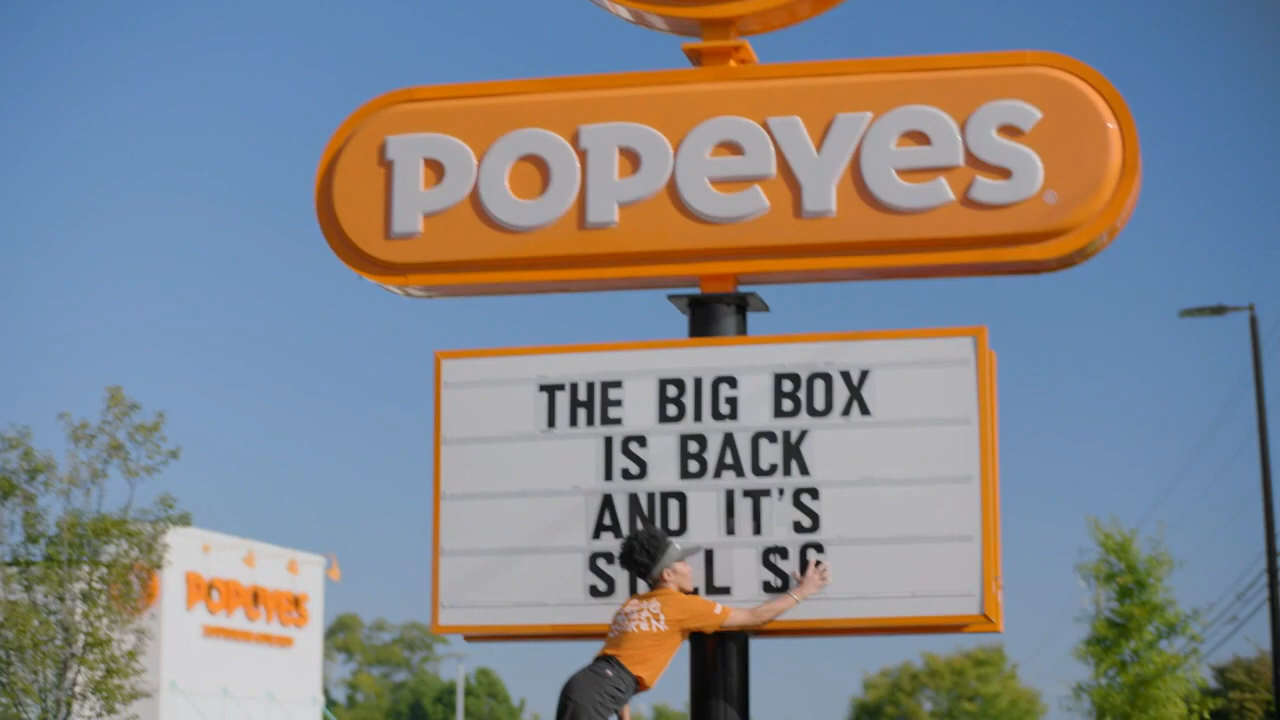 POPEYES
THE BIG BOX
IS BACK
AND IT'S
POPEYES